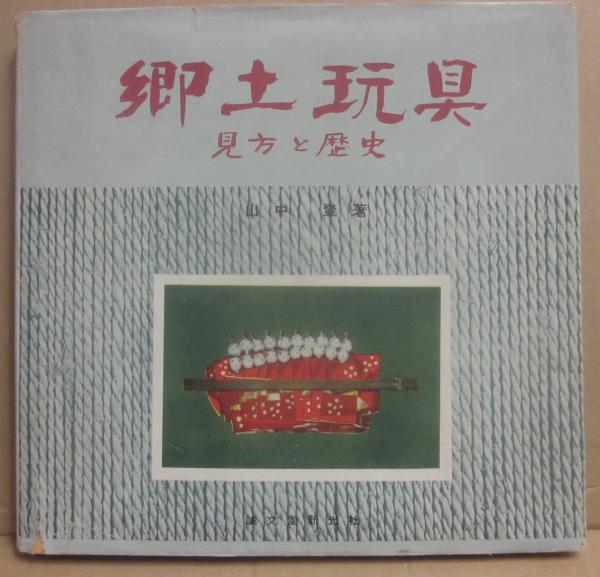 郷土玩具
見方と歴史
山中 登著
誠文堂新光社